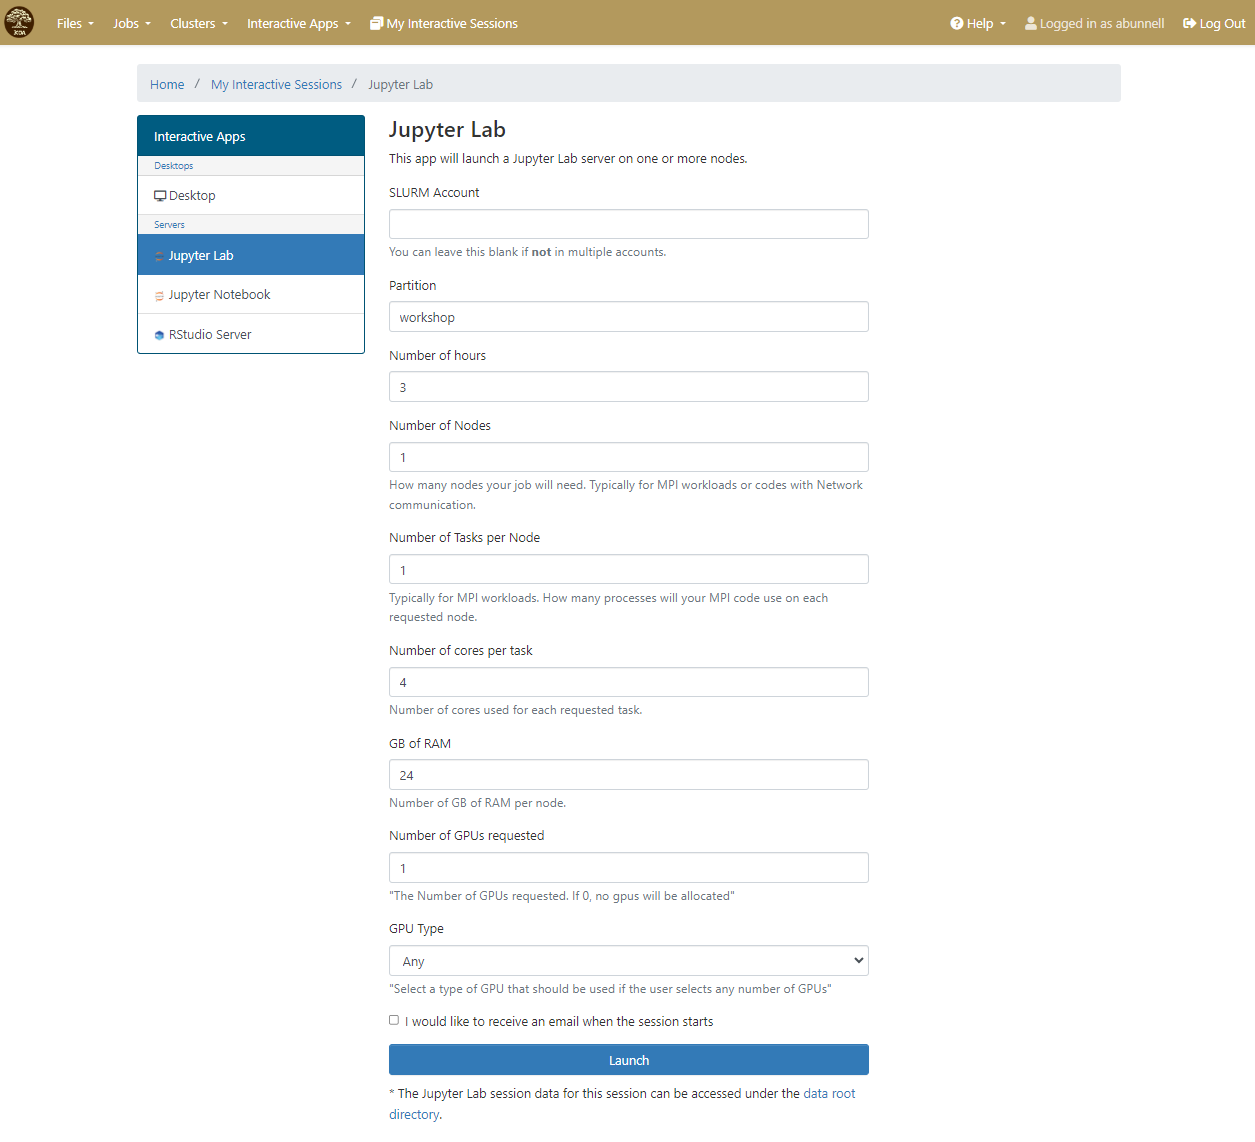 KOA
Files Jobs Clusters Interactive Apps My Interactive Sessions Help Logged in as abunnell Log Out
Home / My Interactive Sessions / Jupyter Lab
Interactive Apps
Desktops
Desktop
Servers
Jupyter Lab
Jupyter Notebook
RStudio Server
Jupyter Lab
This app will launch a Jupyter Lab server on one or more nodes.
SLURM Account
You can leave this blank if not in multiple accounts.
Partition
workshop
Number of hours
3
Number of Nodes
1
How many nodes your job will need. Typically for MPI workloads or codes with Network
communication.
Number of Tasks per Node
1
Typically for MPI workloads. How many processes will your MPI code use on each
requested node.
Number of cores per task
4
Number of cores used for each requested task.
GB of RAM
24
Number of GB of RAM per node.
Number of GPUs requested
1
"The Number of GPUs requested. If 0, no gpus will be allocated"
GPU Type
Any
"Select a type of GPU that should be used if the user selects any number of GPUs"
I would like to receive an email when the session starts
Launch
* The Jupyter Lab session data for this session can be accessed under the data root
directory.